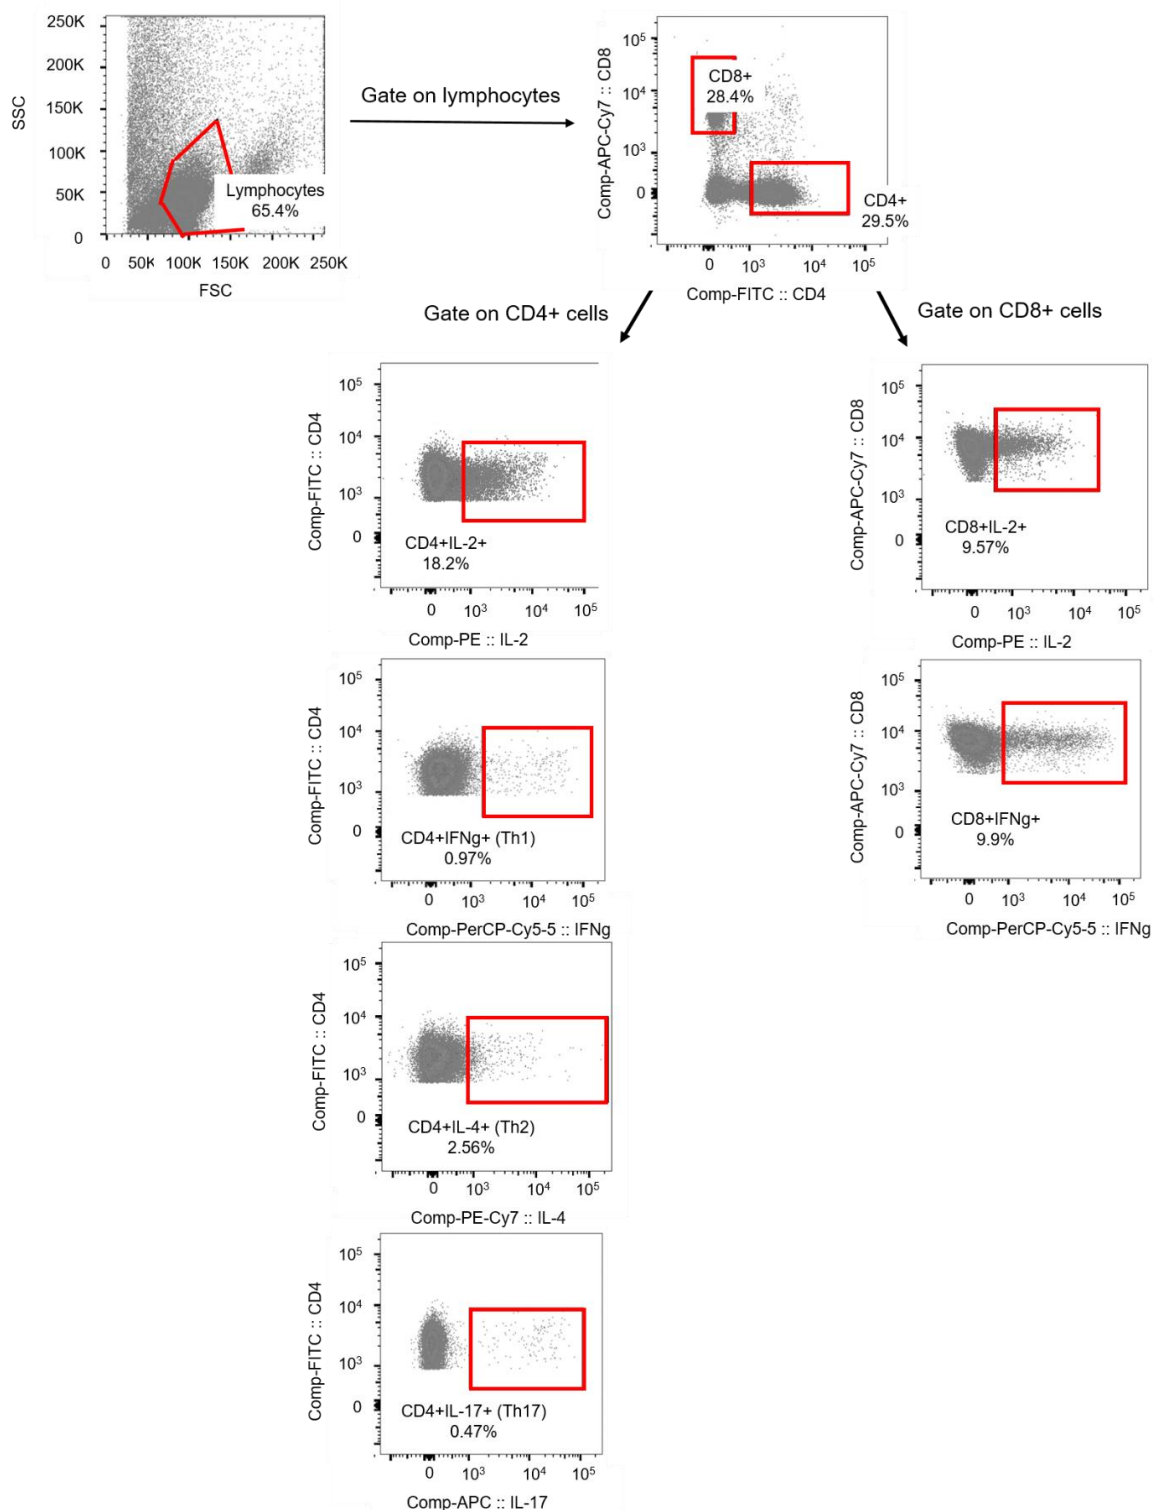 250K
200K
150K
100K
50K
0
SSC
Lymphocytes
65.4%
0 50K 100K 150K 200K 250K
FSC
Gate on lymphocytes
10⁵
10⁴
10³
0
Comp-APC-Cy7 :: CD8
CD8+
28.4%
CD4+
29.5%
0 10³ 10⁴ 10⁵
Comp-FITC :: CD4
Gate on CD4+ cells
Gate on CD8+ cells
10⁵
10⁴
10³
0
Comp-FITC :: CD4
CD4+IL-2+
18.2%
0 10³ 10⁴ 10⁵
Comp-PE :: IL-2
10⁵
10⁴
10³
0
Comp-APC-Cy7 :: CD8
CD8+IL-2+
9.57%
0 10³ 10⁴ 10⁵
Comp-PE :: IL-2
10⁵
10⁴
10³
0
Comp-FITC :: CD4
CD4+IFNg+ (Th1)
0.97%
0 10³ 10⁴ 10⁵
Comp-PerCP-Cy5-5 :: IFNg
10⁵
10⁴
10³
0
Comp-APC-Cy7 :: CD8
CD8+IFNg+
9.9%
0 10³ 10⁴ 10⁵
Comp-PerCP-Cy5-5 :: IFNg
10⁵
10⁴
10³
0
Comp-FITC :: CD4
CD4+IL-4+ (Th2)
2.56%
0 10³ 10⁴ 10⁵
Comp-PE-Cy7 :: IL-4
10⁵
10⁴
10³
0
Comp-FITC :: CD4
CD4+IL-17+ (Th17)
0.47%
0 10³ 10⁴ 10⁵
Comp-APC :: IL-17